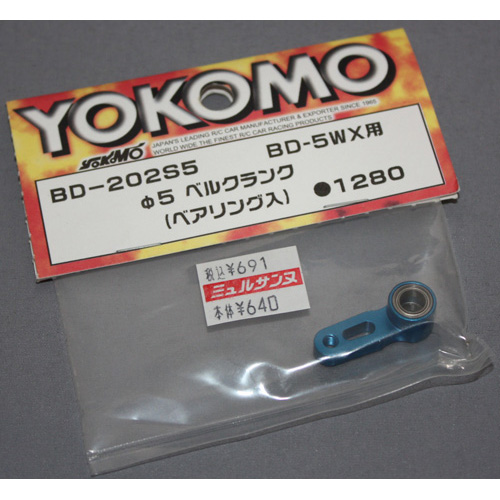 YOKOMO
YOKOMO
JAPAN'S LEADING R/C CAR MANUFACTURER & EXPORTER SINCE 1960
WORLD WIDE THE FINEST R/C CAR RACING PRODUCTS
BD-202S5 BD-5WX用
φ5 ベルクランク
(ベアリング入) ●1280
税込¥691
ミュルサンヌ
本体¥640